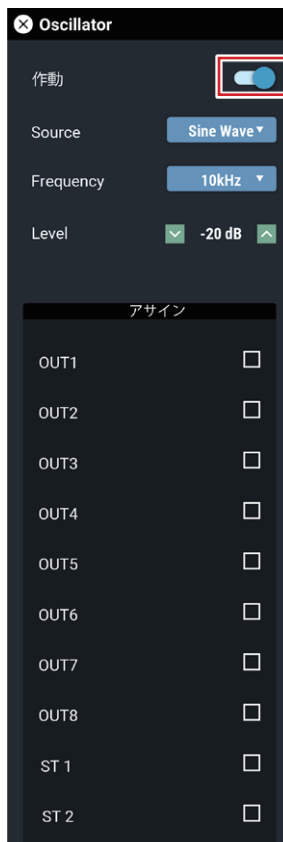 Oscillator
作動
Source Sine Wave
Frequency 10kHz
Level -20 dB
アサイン
OUT1
OUT2
OUT3
OUT4
OUT5
OUT6
OUT7
OUT8
ST 1
ST 2